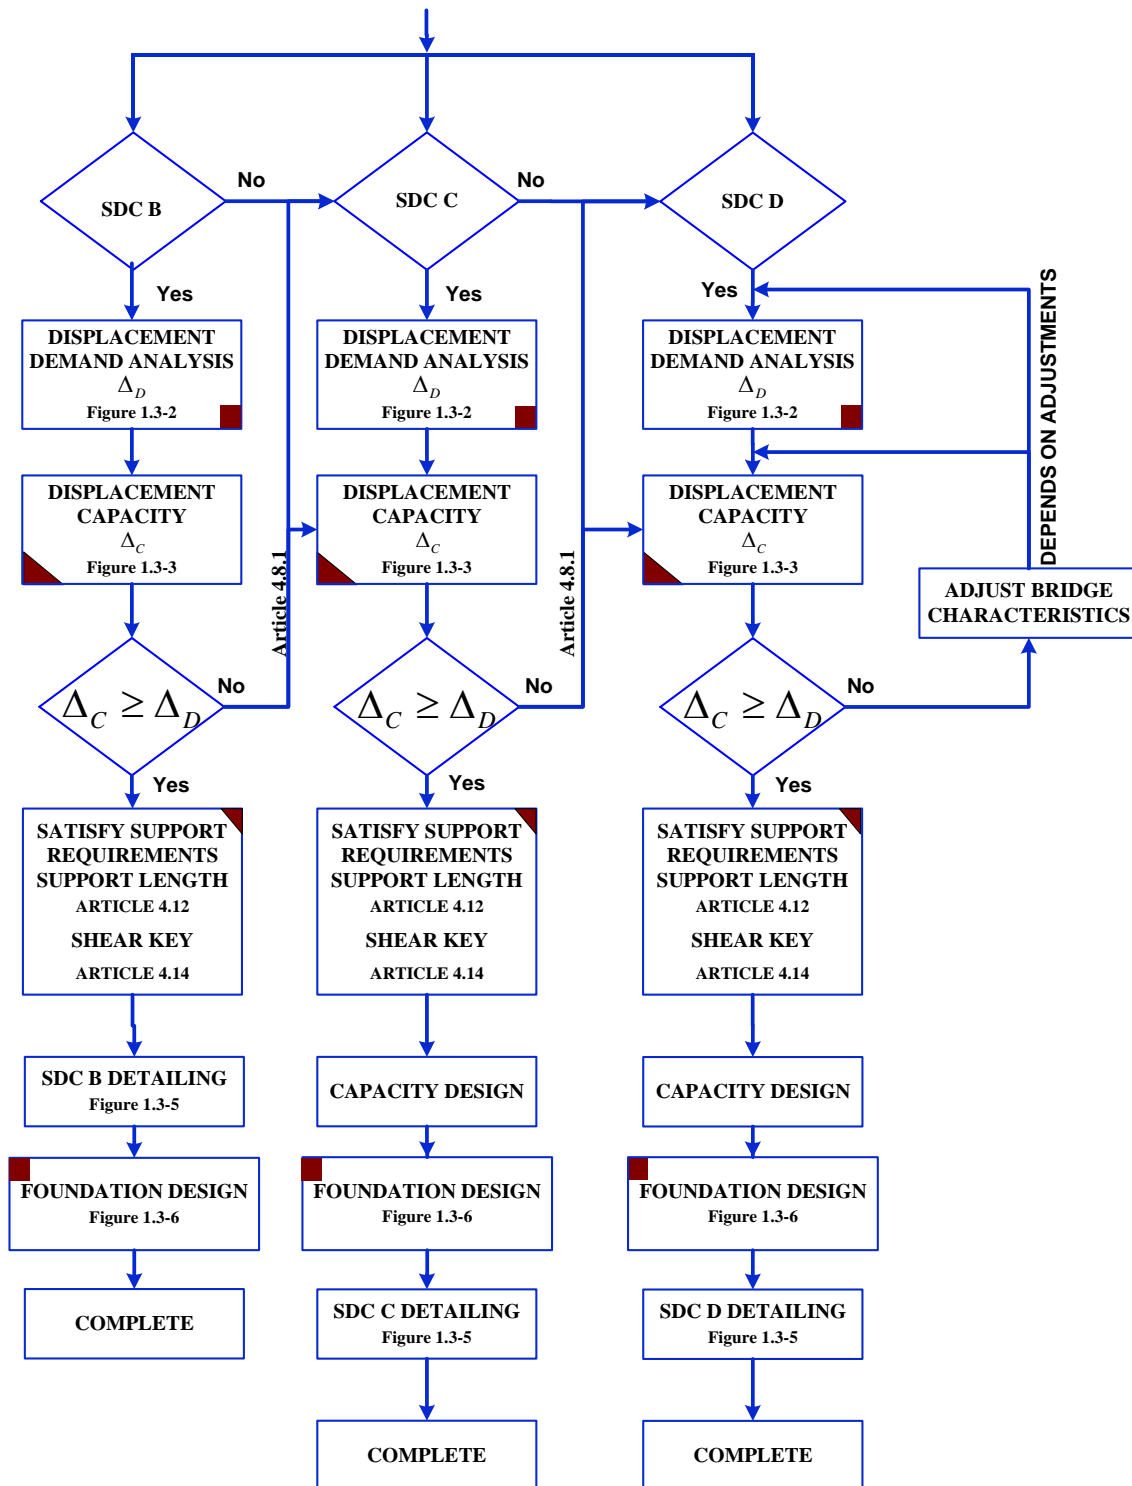 SDC B
No
SDC C
No
SDC D
Yes
Yes
Yes
DISPLACEMENT
DEMAND ANALYSIS
Δ_D
Figure 1.3-2
DISPLACEMENT
DEMAND ANALYSIS
Δ_D
Figure 1.3-2
DISPLACEMENT
DEMAND ANALYSIS
Δ_D
Figure 1.3-2
DEPENDS ON ADJUSTMENTS
DISPLACEMENT
CAPACITY
Δ_C
Figure 1.3-3
Article 4.8.1
DISPLACEMENT
CAPACITY
Δ_C
Figure 1.3-3
Article 4.8.1
DISPLACEMENT
CAPACITY
Δ_C
Figure 1.3-3
ADJUST BRIDGE
CHARACTERISTICS
Δ_C ≥ Δ_D
No
Δ_C ≥ Δ_D
No
Δ_C ≥ Δ_D
No
Yes
Yes
Yes
SATISFY SUPPORT
REQUIREMENTS
SUPPORT LENGTH
ARTICLE 4.12
SHEAR KEY
ARTICLE 4.14
SATISFY SUPPORT
REQUIREMENTS
SUPPORT LENGTH
ARTICLE 4.12
SHEAR KEY
ARTICLE 4.14
SATISFY SUPPORT
REQUIREMENTS
SUPPORT LENGTH
ARTICLE 4.12
SHEAR KEY
ARTICLE 4.14
SDC B DETAILING
Figure 1.3-5
CAPACITY DESIGN
CAPACITY DESIGN
FOUNDATION DESIGN
Figure 1.3-6
FOUNDATION DESIGN
Figure 1.3-6
FOUNDATION DESIGN
Figure 1.3-6
COMPLETE
SDC C DETAILING
Figure 1.3-5
SDC D DETAILING
Figure 1.3-5
COMPLETE
COMPLETE